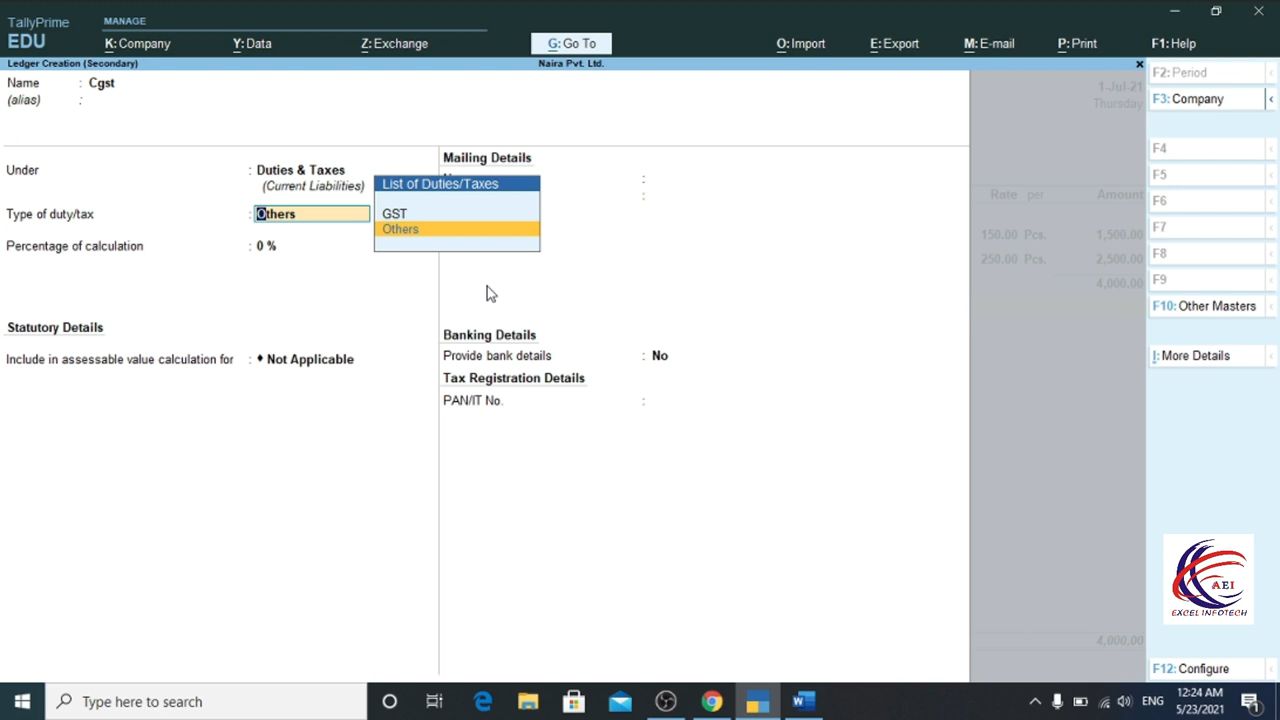 TallyPrime
EDU
MANAGE
K: Company
Y: Data
Z: Exchange
G: Go To
O: Import
E: Export
M: E-mail
P: Print
F1: Help
Ledger Creation (Secondary)
Naira Pvt. Ltd.
Name : Cgst
(alias) :
Under : Duties & Taxes
(Current Liabilities)
Type of duty/tax : Others
Percentage of calculation : 0 %
List of Duties/Taxes
GST
Others
Statutory Details
Include in assessable value calculation for : ♦ Not Applicable
Mailing Details
:
:
Banking Details
Provide bank details : No
Tax Registration Details
PAN/IT No. :
1-Jul-21
Thursday
Rate per Amount
150.00 Pcs. 1,500.00
250.00 Pcs. 2,500.00
4,000.00
4,000.00
F2: Period
F3: Company
F4
F5
F6
F7
F8
F9
F10: Other Masters
I: More Details
AEI
EXCEL INFOTECH
F12: Configure
Type here to search
ENG
12:24 AM
5/23/2021
1